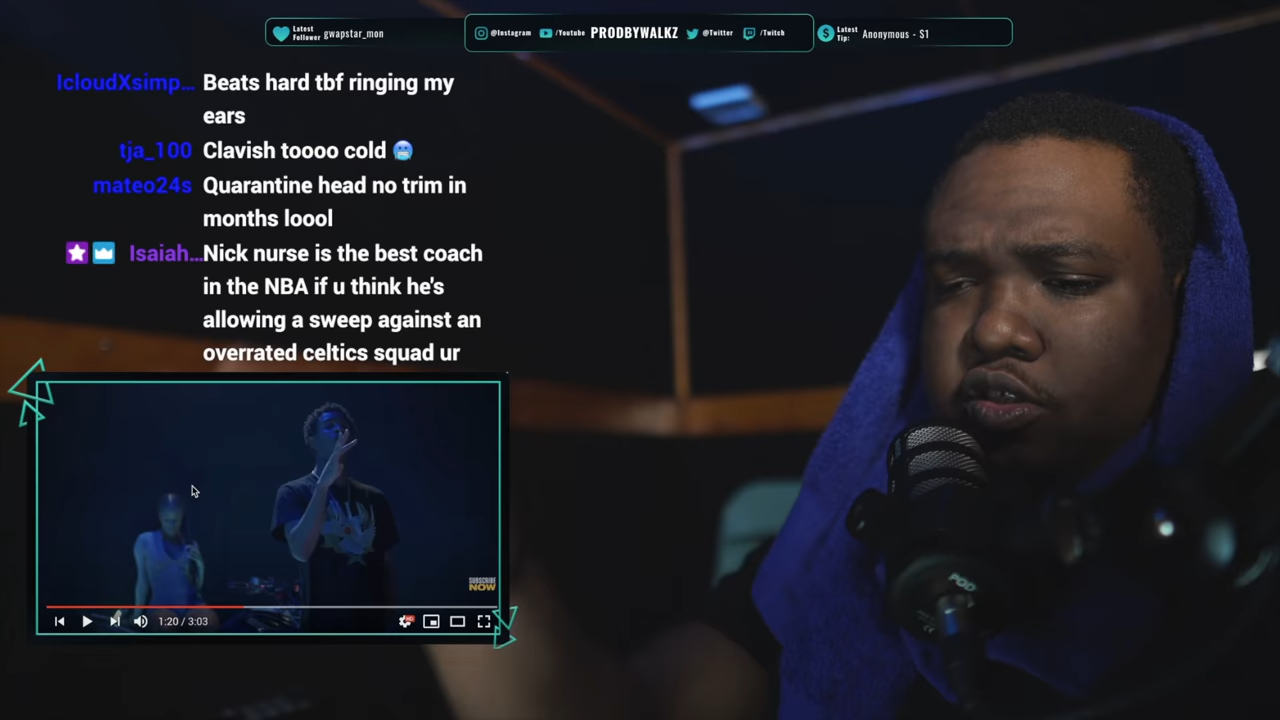 Latest Follower gwapstar_mon
@Instagram /Youtube PRODBYWALKZ @Twitter /Twitch
Latest Tip: Anonymous - $1
IcloudXsimp... Beats hard tbf ringing my
ears
tja_100 Clavish toooo cold 🥶
mateo24s Quarantine head no trim in
months loool
Isaiah... Nick nurse is the best coach
in the NBA if u think he's
allowing a sweep against an
overrated celtics squad ur
SUBSCRIBE
NOW
HD
1:20 / 3:03
POD